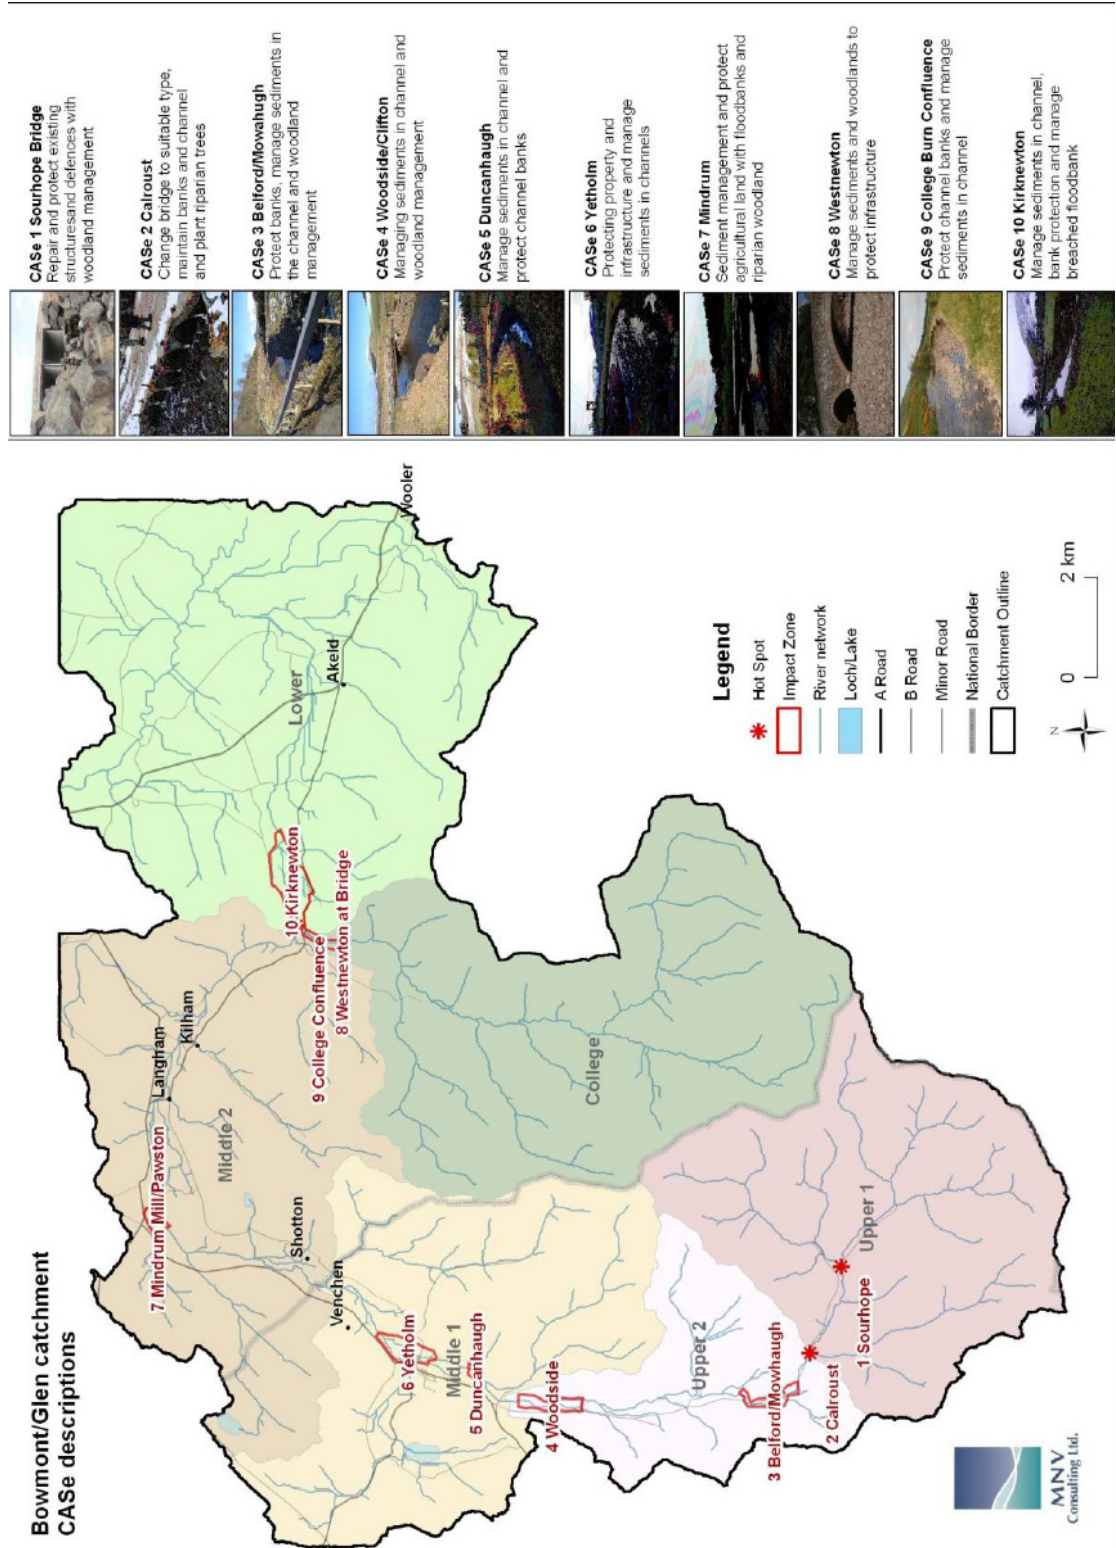 Bowmont/Glen catchment
CASe descriptions
7 Mindrum Mill/Pawston
Langham
Kilham
Middle 2
Shotton
Venchen
6 Yetholm
Middle 1
5 Duncanhaugh
4 Woodside
Upper 2
3 Belford/Mowhaugh
2 Calroust
1 Sourhope
Upper 1
College
9 College Confluence
8 Westnewton at Bridge
10 Kirknewton
Lower
Akeld
Wooler
Legend
Hot Spot
Impact Zone
River network
Loch/Lake
A Road
B Road
Minor Road
National Border
Catchment Outline
N
0 2 km
MNV
Consulting Ltd.
CASe 1 Sourhope Bridge
Repair and protect existing
structuresand defences with
woodland management
CASe 2 Calroust
Change bridge to suitable type,
maintain banks and channel
and plant riparian trees
CASe 3 Belford/Mowahugh
Protect banks, manage sediments in
the channel and woodland
management
CASe 4 Woodside/Clifton
Managing sediments in channel and
woodland management
CASe 5 Duncanhaugh
Manage sediments in channel and
protect channel banks
CASe 6 Yetholm
Protecting property and
infrastructure and manage
sediments in channels
CASe 7 Mindrum
Sediment management and protect
agricultural land with floodbanks and
riparian woodland
CASe 8 Westnewton
Manage sediments and woodlands to
protect infrastructure
CASe 9 College Burn Confluence
Protect channel banks and manage
sediments in channel
CASe 10 Kirknewton
Manage sediments in channel,
bank protection and manage
breached floodbank